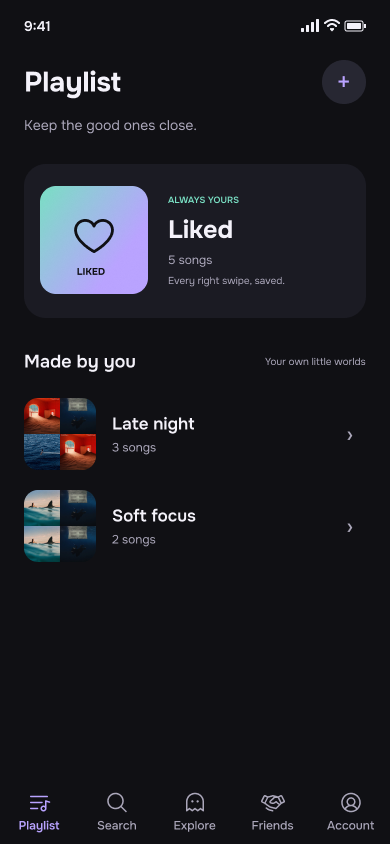 9:41
Playlist
+
Keep the good ones close.
ALWAYS YOURS
Liked
5 songs
Every right swipe, saved.
LIKED
Made by you
Your own little worlds
Late night
3 songs
Soft focus
2 songs
Playlist
Search
Explore
Friends
Account